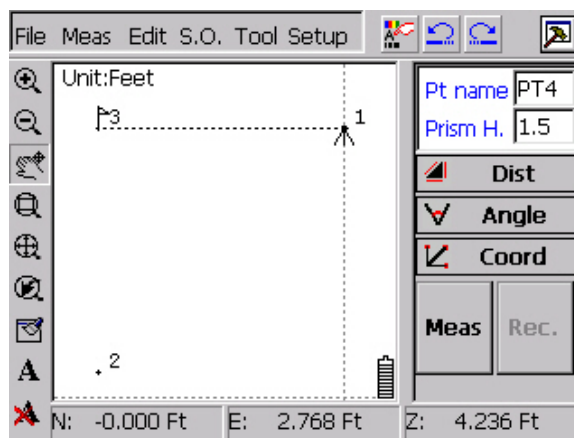 File Meas Edit S.O. Tool Setup
Unit:Feet
3
1
2
Pt name PT4
Prism H. 1.5
Dist
Angle
Coord
Meas Rec.
A
N: -0.000 Ft E: 2.768 Ft Z: 4.236 Ft